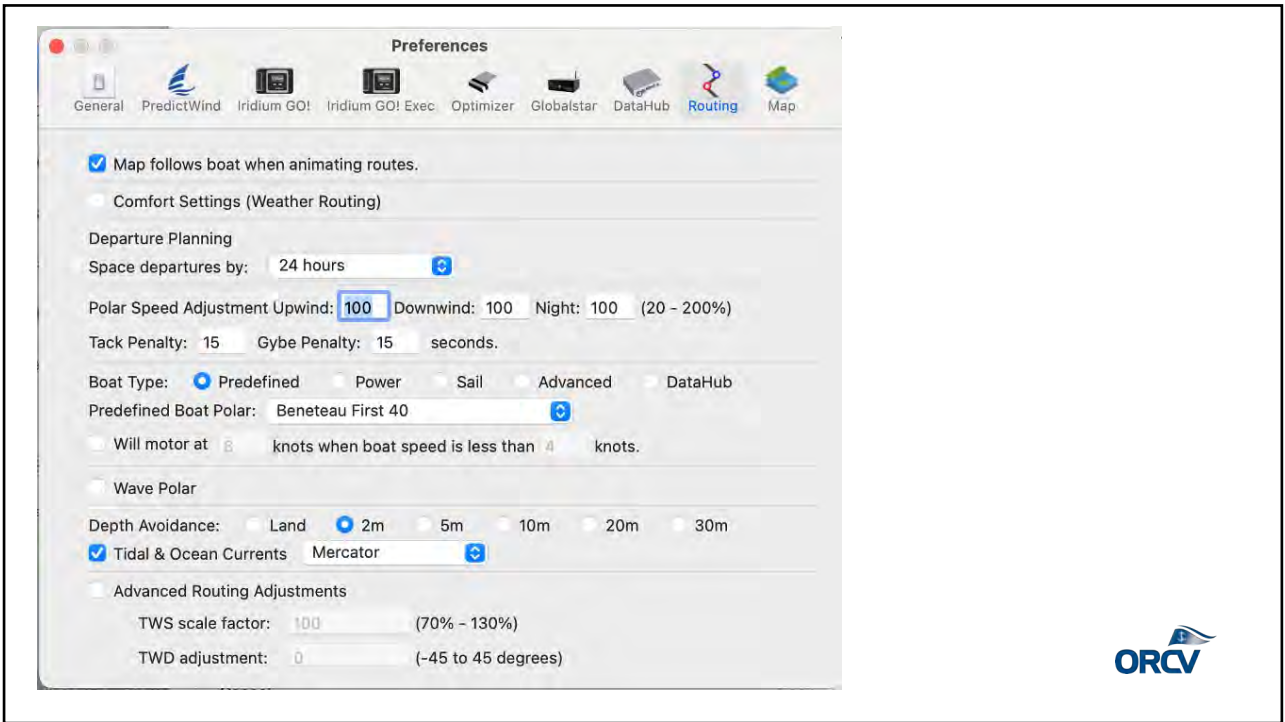 Preferences
General PredictWind Iridium GO! Iridium GO! Exec Optimizer Globalstar DataHub Routing Map
Map follows boat when animating routes.
Comfort Settings (Weather Routing)
Departure Planning
Space departures by: 24 hours
Polar Speed Adjustment Upwind: 100 Downwind: 100 Night: 100 (20 - 200%)
Tack Penalty: 15 Gybe Penalty: 15 seconds.
Boat Type: Predefined Power Sail Advanced DataHub
Predefined Boat Polar: Beneteau First 40
Will motor at knots when boat speed is less than 4 knots.
Wave Polar
Depth Avoidance: Land 2m 5m 10m 20m 30m
Tidal & Ocean Currents Mercator
Advanced Routing Adjustments
TWS scale factor: 100 (70% - 130%)
TWD adjustment: 0 (-45 to 45 degrees)
ORCV